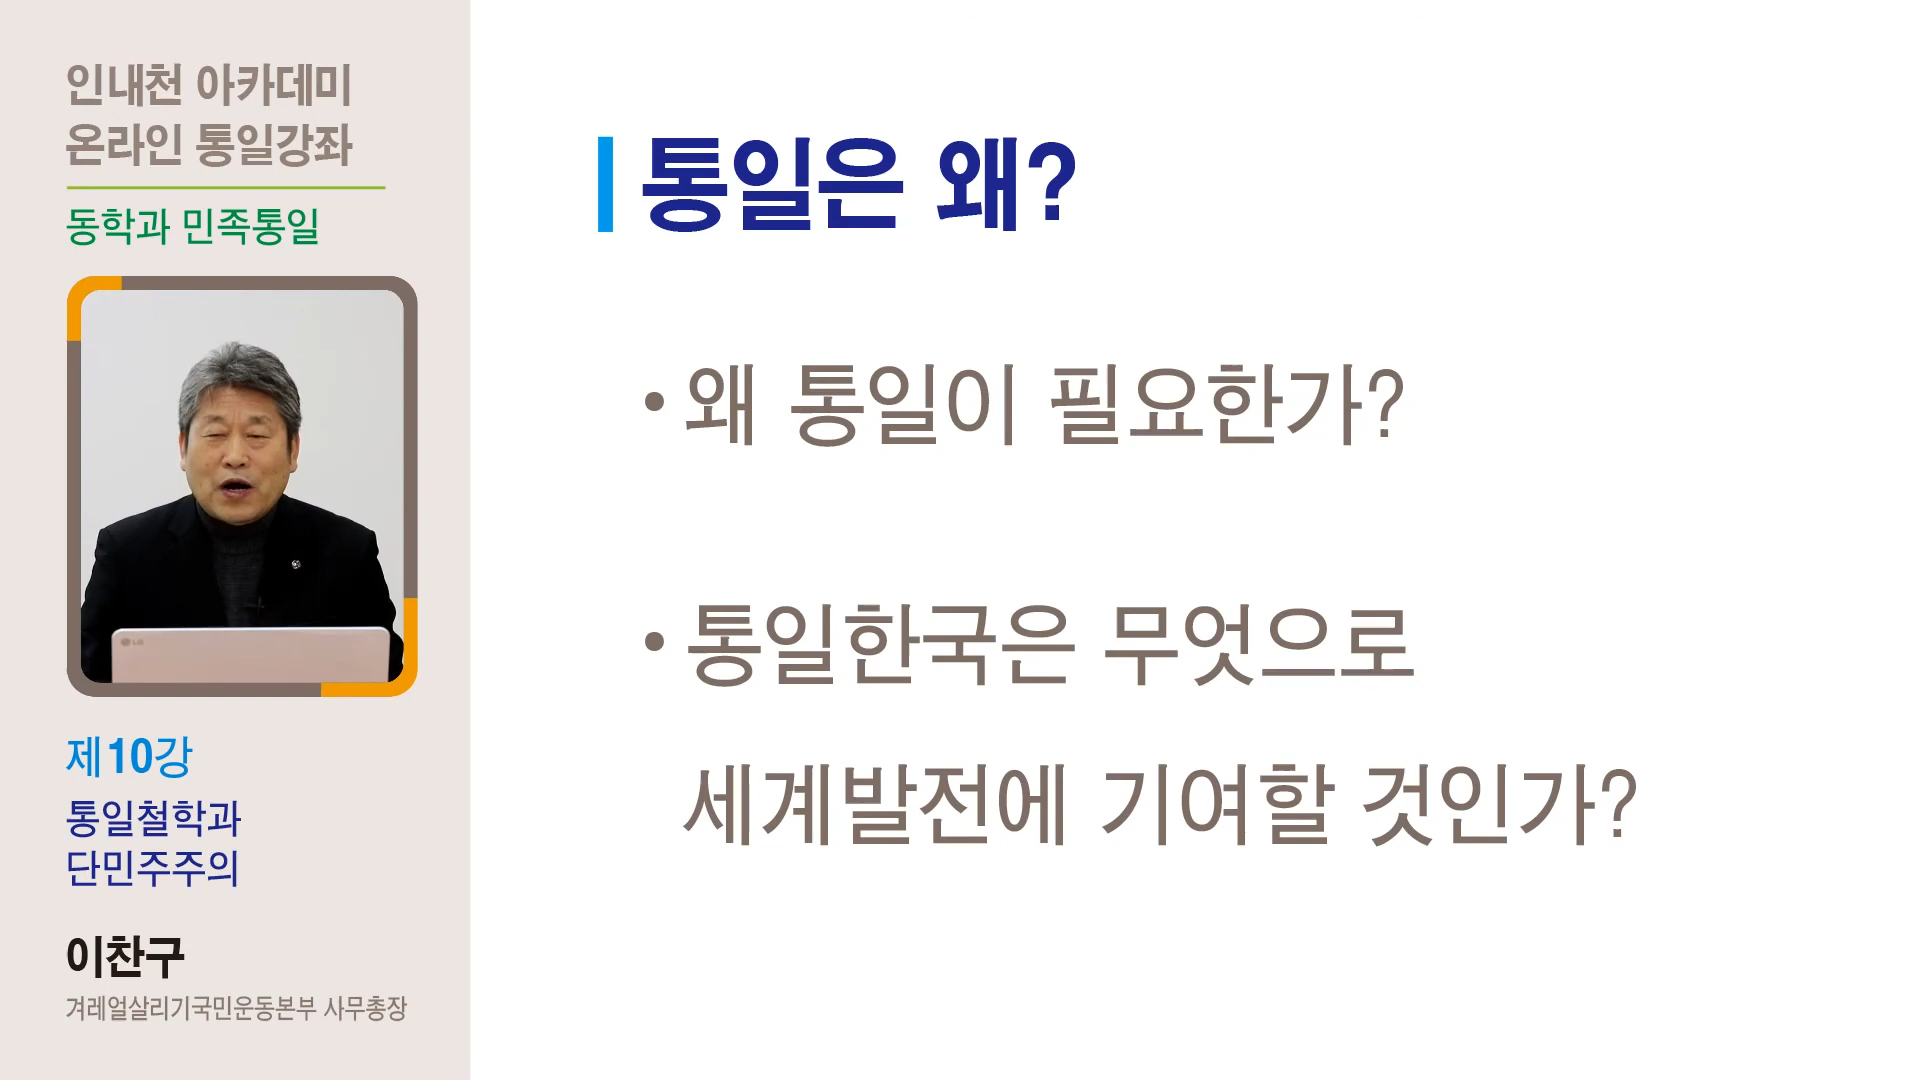 인내천 아카데미
온라인 통일강좌
동학과 민족통일
LG
제10강
통일철학과
단민주주의
이찬구
겨레얼살리기국민운동본부 사무총장
통일은 왜?
• 왜 통일이 필요한가?
• 통일한국은 무엇으로
세계발전에 기여할 것인가?